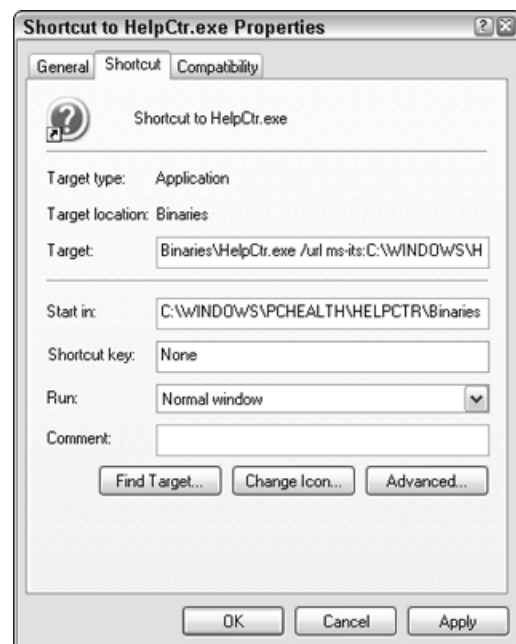 Shortcut to HelpCtr.exe Properties
General Shortcut Compatibility
Shortcut to HelpCtr.exe
Target type: Application
Target location: Binaries
Target: Binaries\HelpCtr.exe /url ms-its:C:\WINDOWS\H
Start in: C:\WINDOWS\PCHEALTH\HELPCTR\Binaries
Shortcut key: None
Run: Normal window
Comment:
Find Target... Change Icon... Advanced...
OK Cancel Apply